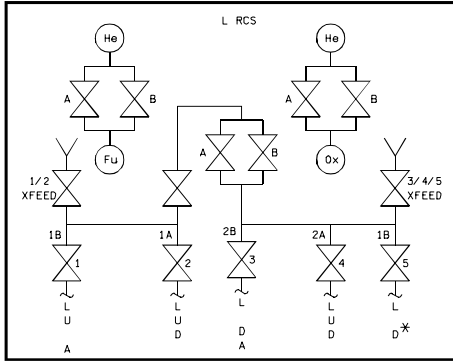 L RCS
He
He
A
B
A
B
A
B
Fu
Ox
1/2
XFEED
3/4/5
XFEED
1B
1A
2B
2A
1B
1
2
3
4
5
L
L
L
L
L
U
U
D
U
D*
A
D
A
D